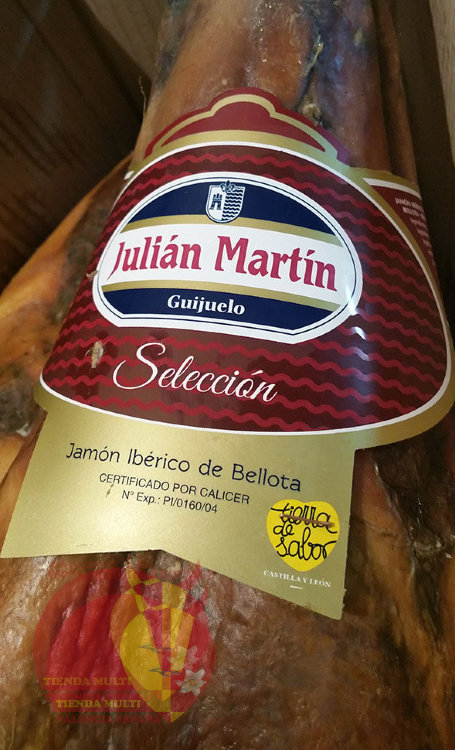 Julián Martín
Guijuelo
Selección
Jamón Ibérico de Bellota
CERTIFICADO POR CALICER
Nº Exp.: PI/0160/04
tierra
de
sabor
CASTILLA Y LEÓN
TIENDA MULTI
TIENDA MULTI